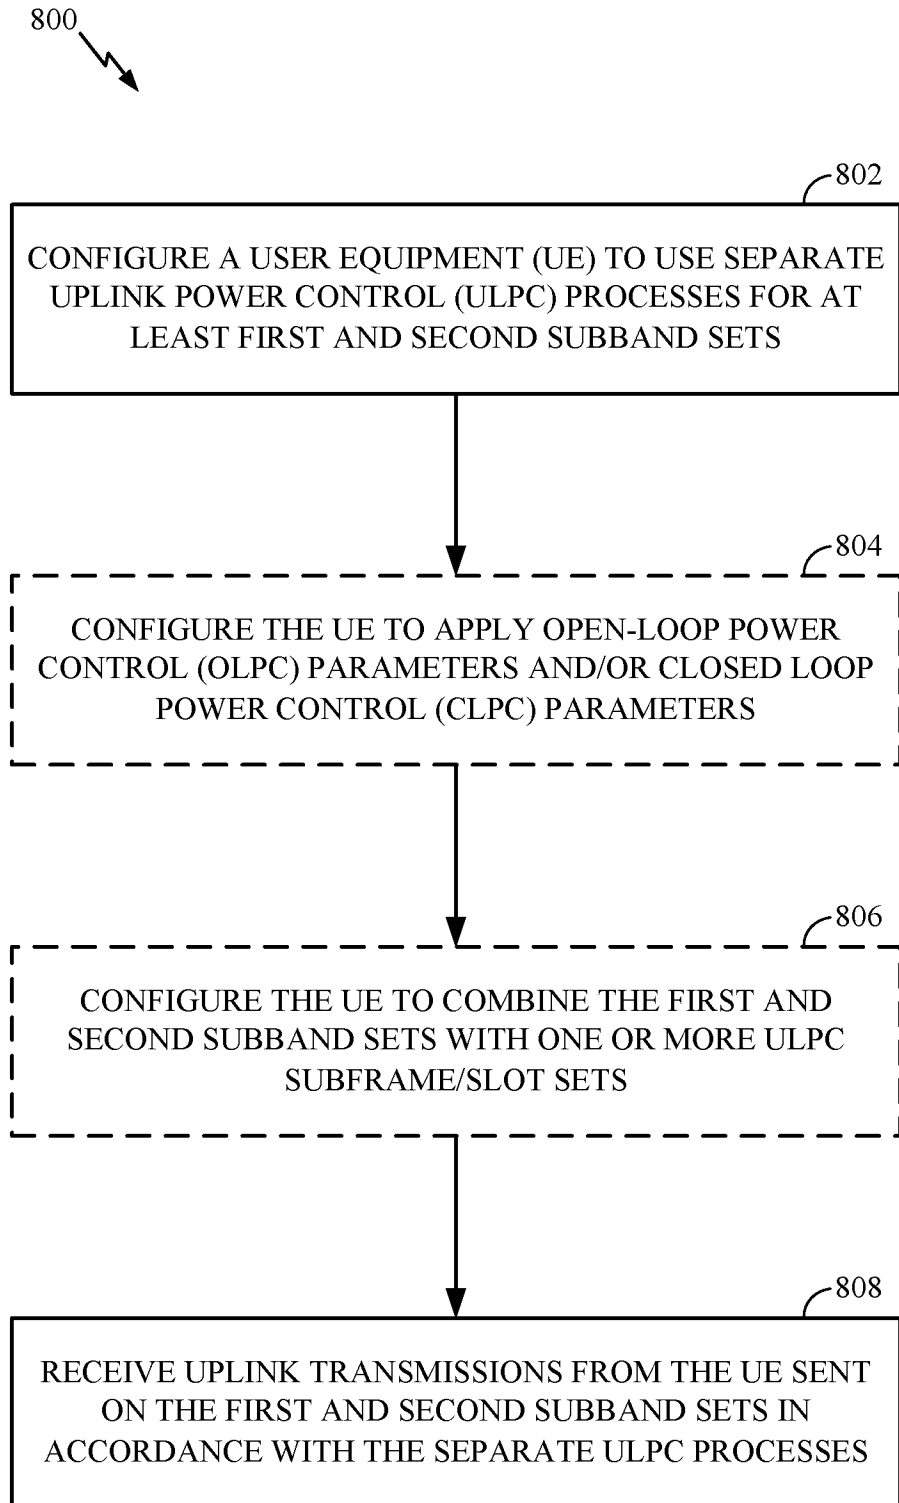 800
802
CONFIGURE A USER EQUIPMENT (UE) TO USE SEPARATE
UPLINK POWER CONTROL (ULPC) PROCESSES FOR AT
LEAST FIRST AND SECOND SUBBAND SETS
804
CONFIGURE THE UE TO APPLY OPEN-LOOP POWER
CONTROL (OLPC) PARAMETERS AND/OR CLOSED LOOP
POWER CONTROL (CLPC) PARAMETERS
806
CONFIGURE THE UE TO COMBINE THE FIRST AND
SECOND SUBBAND SETS WITH ONE OR MORE ULPC
SUBFRAME/SLOT SETS
808
RECEIVE UPLINK TRANSMISSIONS FROM THE UE SENT
ON THE FIRST AND SECOND SUBBAND SETS IN
ACCORDANCE WITH THE SEPARATE ULPC PROCESSES